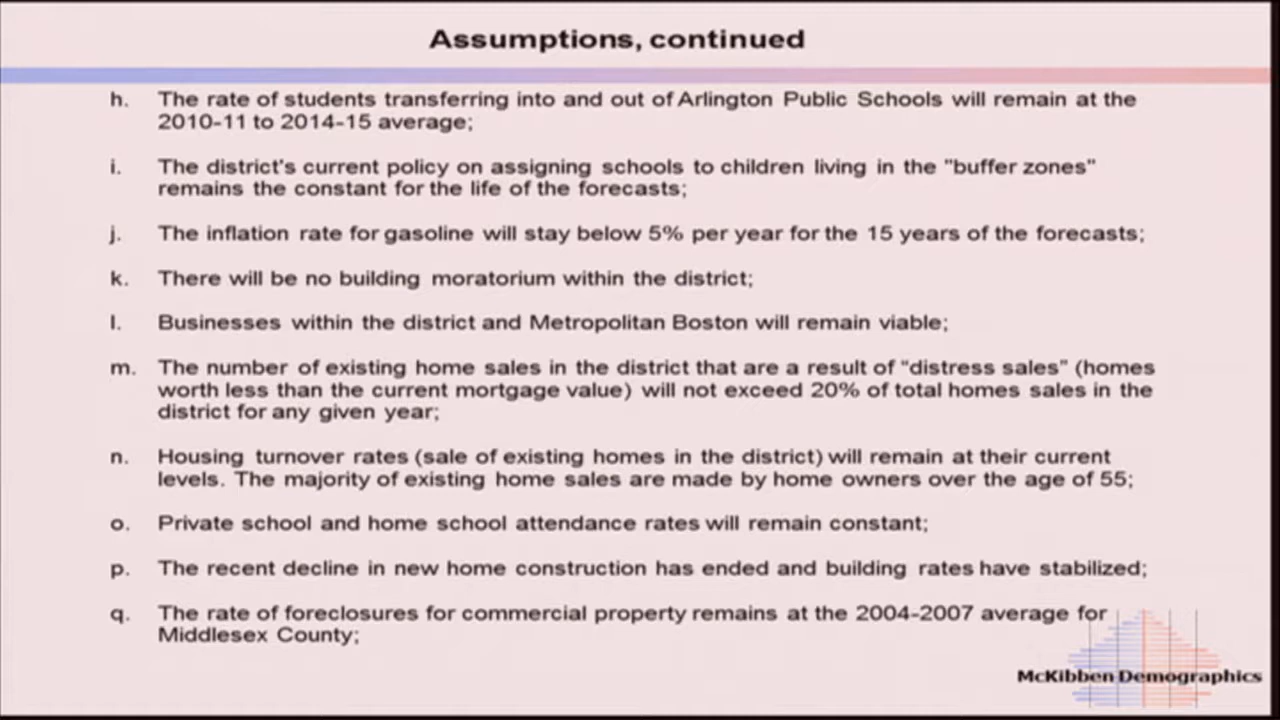 Assumptions, continued
h. The rate of students transferring into and out of Arlington Public Schools will remain at the
2010-11 to 2014-15 average;
i. The district's current policy on assigning schools to children living in the "buffer zones"
remains the constant for the life of the forecasts;
j. The inflation rate for gasoline will stay below 5% per year for the 15 years of the forecasts;
k. There will be no building moratorium within the district;
l. Businesses within the district and Metropolitan Boston will remain viable;
m. The number of existing home sales in the district that are a result of “distress sales” (homes
worth less than the current mortgage value) will not exceed 20% of total homes sales in the
district for any given year;
n. Housing turnover rates (sale of existing homes in the district) will remain at their current
levels. The majority of existing home sales are made by home owners over the age of 55;
o. Private school and home school attendance rates will remain constant;
p. The recent decline in new home construction has ended and building rates have stabilized;
q. The rate of foreclosures for commercial property remains at the 2004-2007 average for
Middlesex County;
McKibben Demographics